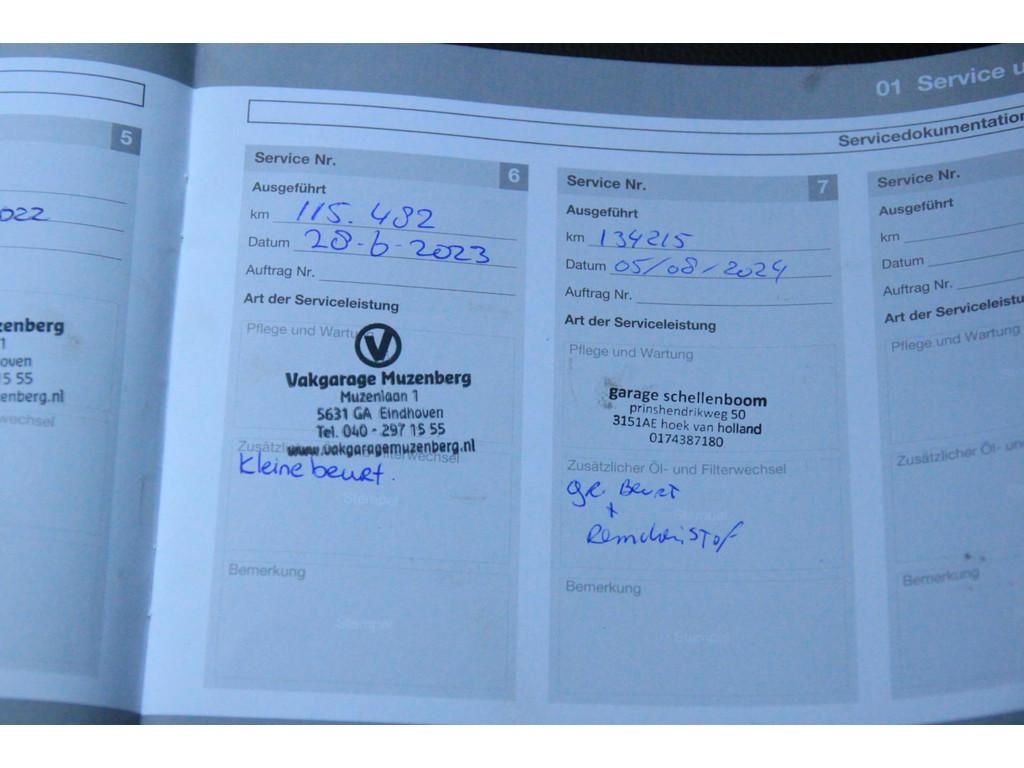 01 Service u
Servicedokumentation
5
2022
zenberg
1
oven
15 55
enberg.nl
wechsel
Service Nr. 6
Ausgeführt
km 115.482
Datum 28-6-2023
Auftrag Nr.
Art der Serviceleistung
Pflege und Wartu
V
Vakgarage Muzenberg
Muzenlaan 1
5631 GA Eindhoven
Tel. 040 - 297 15 55
www.vakgaragemuzenberg.nl
Zusätzlich Filterwechsel
Kleine beurt.
Stempel
Bemerkung
Stempel
Service Nr. 7
Ausgeführt
km 134215
Datum 05/08/2024
Auftrag Nr.
Art der Serviceleistung
Pflege und Wartung
garage schellenboom
prinshendrikweg 50
3151AE hoek van holland
0174387180
Zusätzlicher Öl- und Filterwechsel
gr. Beurt
+
Stempel
Bemerkung
Stempel
Service Nr.
Ausgeführt
km
Datum
Auftrag Nr.
Art der Serviceleistu
Pflege und Wartung
Zusätzlicher Öl- und
Bemerkung